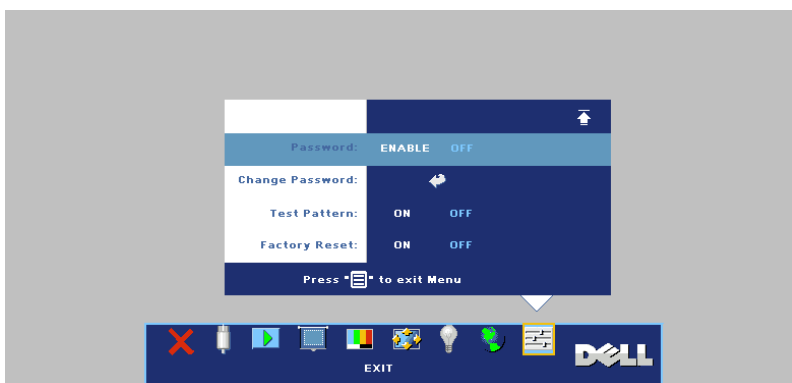 Password: ENABLE OFF
Change Password:
Test Pattern: ON OFF
Factory Reset: ON OFF
Press "" to exit Menu
EXIT
DELL